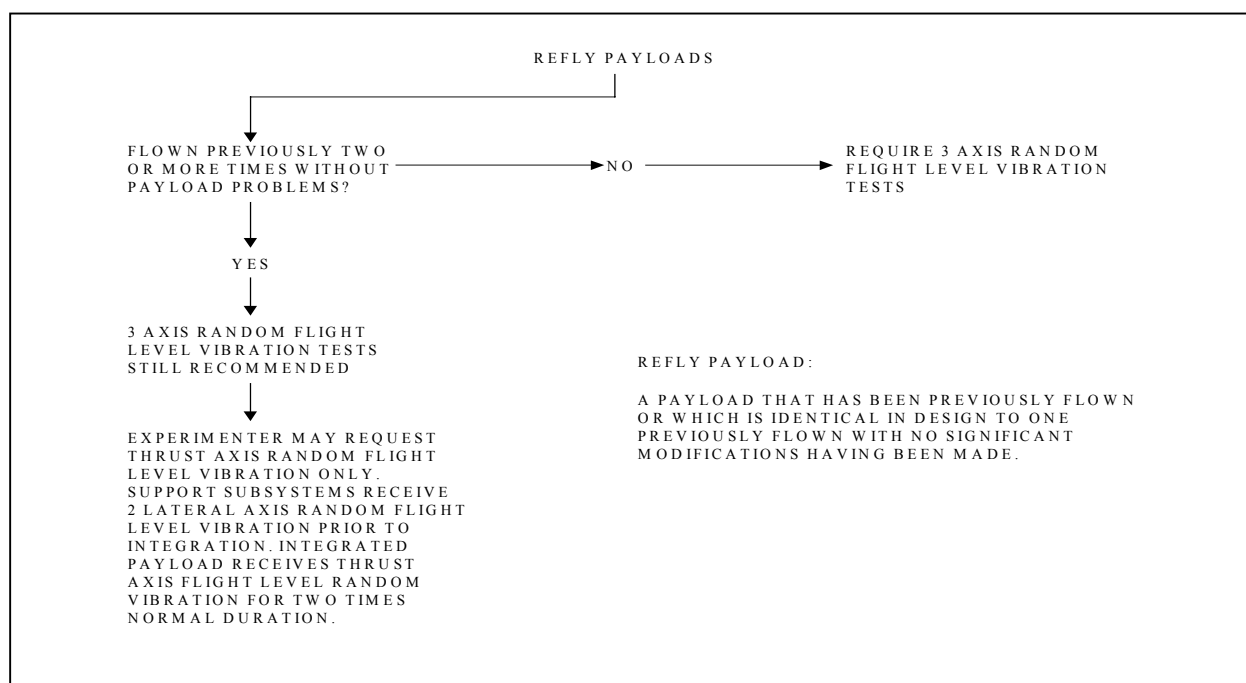 REFLY PAYLOADS
FLOWN PREVIOUSLY TWO
OR MORE TIMES WITHOUT
PAYLOAD PROBLEMS?
NO
REQUIRE 3 AXIS RANDOM
FLIGHT LEVEL VIBRATION
TESTS
YES
3 AXIS RANDOM FLIGHT
LEVEL VIBRATION TESTS
STILL RECOMMENDED
EXPERIMENTER MAY REQUEST
THRUST AXIS RANDOM FLIGHT
LEVEL VIBRATION ONLY.
SUPPORT SUBSYSTEMS RECEIVE
2 LATERAL AXIS RANDOM FLIGHT
LEVEL VIBRATION PRIOR TO
INTEGRATION. INTEGRATED
PAYLOAD RECEIVES THRUST
AXIS FLIGHT LEVEL RANDOM
VIBRATION FOR TWO TIMES
NORMAL DURATION.
REFLY PAYLOAD:
A PAYLOAD THAT HAS BEEN PREVIOUSLY FLOWN
OR WHICH IS IDENTICAL IN DESIGN TO ONE
PREVIOUSLY FLOWN WITH NO SIGNIFICANT
MODIFICATIONS HAVING BEEN MADE.